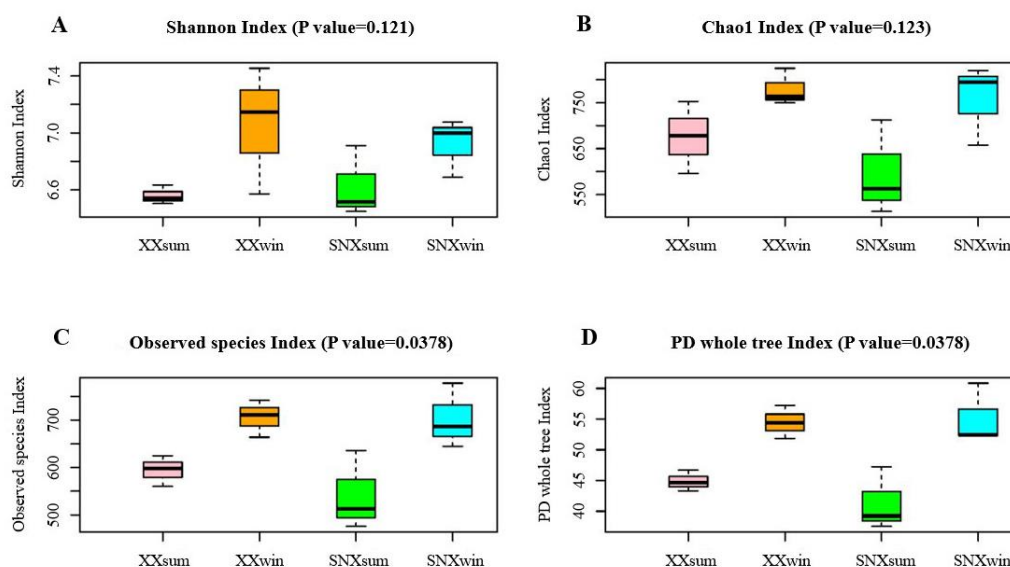 A
Shannon Index (P value=0.121)
Shannon Index
7.4
7.0
6.6
XXsum XXwin SNXsum SNXwin
B
Chao1 Index (P value=0.123)
Chao1 Index
750
650
550
XXsum XXwin SNXsum SNXwin
C
Observed species Index (P value=0.0378)
Observed species Index
700
600
500
XXsum XXwin SNXsum SNXwin
D
PD whole tree Index (P value=0.0378)
PD whole tree Index
60
55
50
45
40
XXsum XXwin SNXsum SNXwin